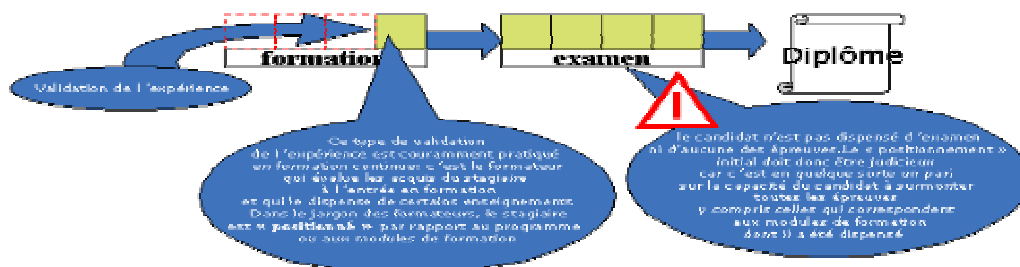 Diplôme
formation
examen
Validation de l'expérience
Ce type de validation
de l'expérience est couramment pratiqué
en formation continue: c'est le formateur
qui évalue les acquis du stagiaire
à l'entrée en formation
et qui le dispense de certains enseignements
Dans le jargon des formateurs, le stagiaire
est « positionné » par rapport au programme
ou aux modules de formation
le candidat n'est pas dispensé d'examen
ni d'aucune des épreuves.Le « positionnement »
initial doit donc être judicieux
car c'est en quelque sorte un pari
sur la capacité du candidat à surmonter
toutes les épreuves
y compris celles qui correspondent
aux modules de formation
dont il a été dispensé